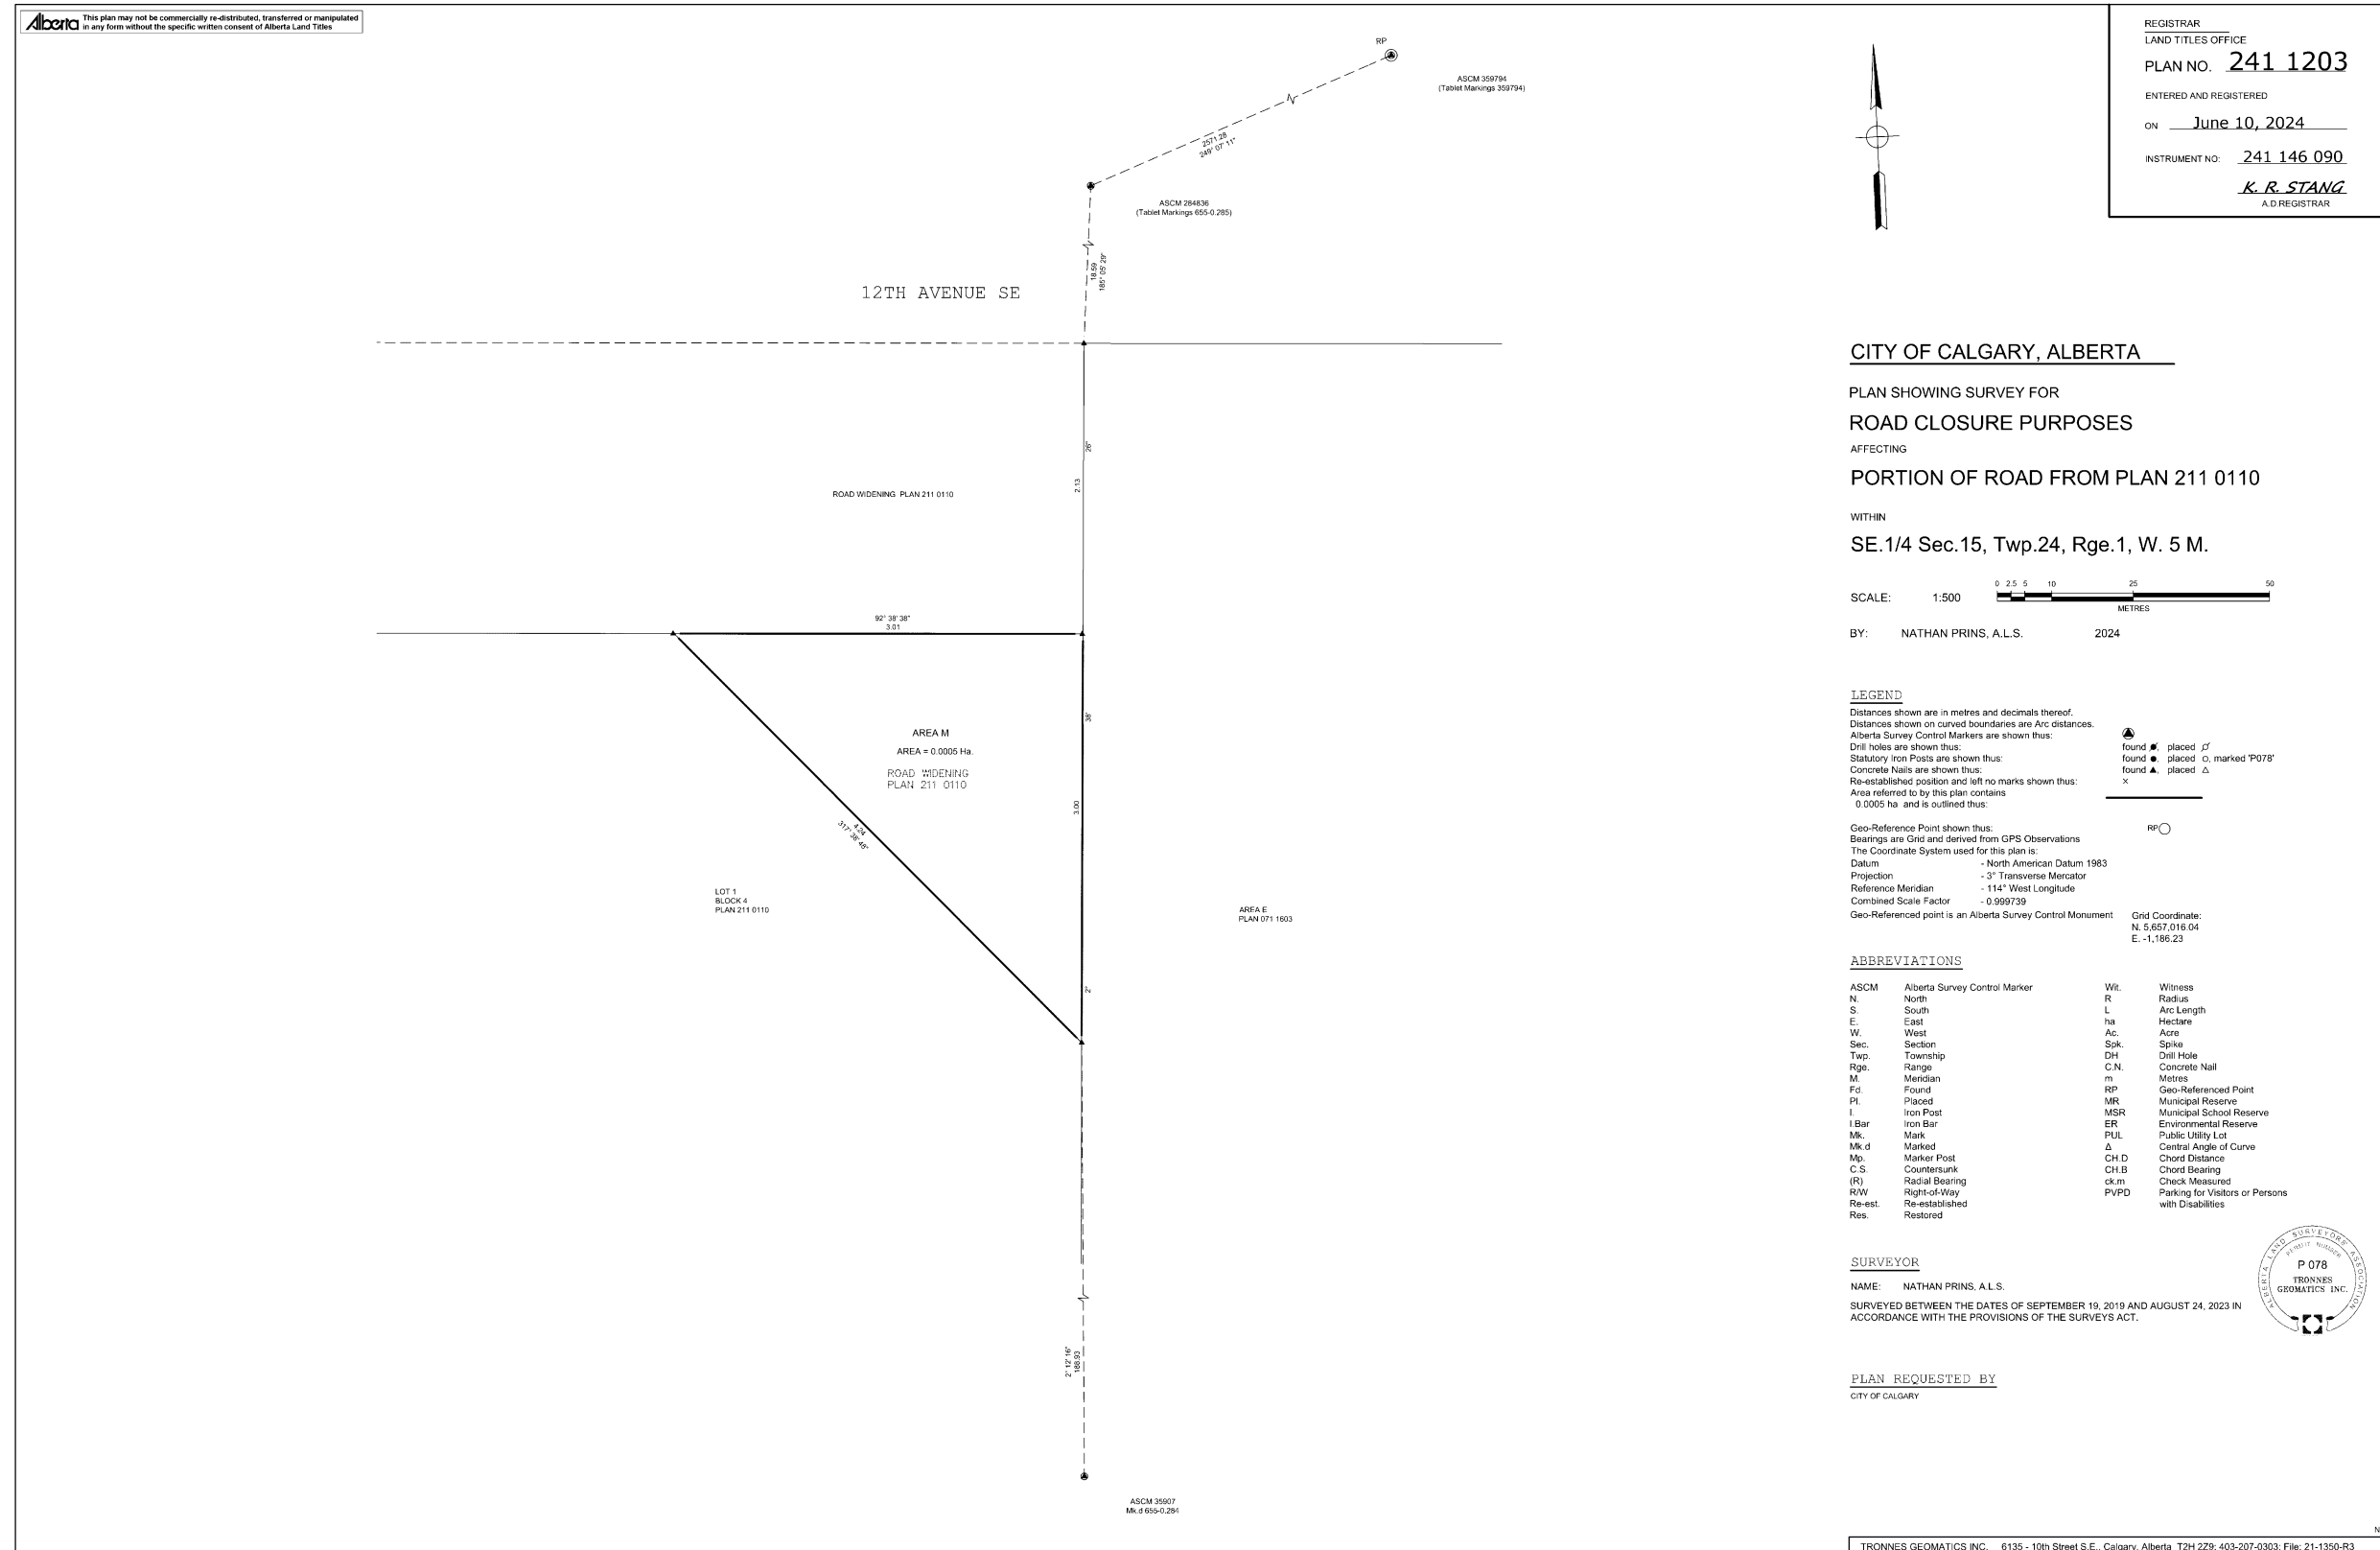 Alberta
This plan may not be commercially re-distributed, transferred or manipulated
in any form without the specific written consent of Alberta Land Titles
REGISTRAR
LAND TITLES OFFICE
PLAN NO. 241 1203
ENTERED AND REGISTERED
ON June 10, 2024
INSTRUMENT NO: 241 146 090
K. R. STANG
A.D.REGISTRAR
RP
ASCM 359794
(Tablet Markings 359794)
2571.28
249° 07' 11"
ASCM 284836
(Tablet Markings 655-0.285)
18.59
185° 05' 29"
12TH AVENUE SE
26"
2.13
ROAD WIDENING PLAN 211 0110
92° 38' 38"
3.01
38'
AREA M
AREA = 0.0005 Ha.
ROAD WIDENING
PLAN 211 0110
3.00
4.24
317° 38' 48"
LOT 1
BLOCK 4
PLAN 211 0110
AREA E
PLAN 071 1603
2°
2° 12' 16"
188.93
ASCM 35907
Mk.d 655-0.284
CITY OF CALGARY, ALBERTA
PLAN SHOWING SURVEY FOR
ROAD CLOSURE PURPOSES
AFFECTING
PORTION OF ROAD FROM PLAN 211 0110
WITHIN
SE.1/4 Sec.15, Twp.24, Rge.1, W. 5 M.
0 2.5 5 10 25 50
SCALE: 1:500
METRES
BY: NATHAN PRINS, A.L.S. 2024
LEGEND
Distances shown are in metres and decimals thereof.
Distances shown on curved boundaries are Arc distances.
Alberta Survey Control Markers are shown thus:
Drill holes are shown thus: found , placed
Statutory Iron Posts are shown thus: found , placed , marked 'P078'
Concrete Nails are shown thus: found ▲, placed △
Re-established position and left no marks shown thus: ×
Area referred to by this plan contains
0.0005 ha and is outlined thus:
Geo-Reference Point shown thus: RP
Bearings are Grid and derived from GPS Observations
The Coordinate System used for this plan is:
Datum - North American Datum 1983
Projection - 3° Transverse Mercator
Reference Meridian - 114° West Longitude
Combined Scale Factor - 0.999739
Geo-Referenced point is an Alberta Survey Control Monument Grid Coordinate:
N. 5,657,016.04
E. -1,186.23
ABBREVIATIONS
ASCM Alberta Survey Control Marker Wit. Witness
N. North R Radius
S. South L Arc Length
E. East ha Hectare
W. West Ac. Acre
Sec. Section Spk. Spike
Twp. Township DH Drill Hole
Rge. Range C.N. Concrete Nail
M. Meridian m Metres
Fd. Found RP Geo-Referenced Point
Pl. Placed MR Municipal Reserve
I. Iron Post MSR Municipal School Reserve
I.Bar Iron Bar ER Environmental Reserve
Mk. Mark PUL Public Utility Lot
Mk.d Marked Δ Central Angle of Curve
Mp. Marker Post CH.D Chord Distance
C.S. Countersunk CH.B Chord Bearing
(R) Radial Bearing ck.m Check Measured
R/W Right-of-Way PVPD Parking for Visitors or Persons
Re-est. Re-established with Disabilities
Res. Restored
SURVEYOR
NAME: NATHAN PRINS, A.L.S.
SURVEYED BETWEEN THE DATES OF SEPTEMBER 19, 2019 AND AUGUST 24, 2023 IN
ACCORDANCE WITH THE PROVISIONS OF THE SURVEYS ACT.
ALBERTA LAND SURVEYORS' ASSOCIATION
PERMIT NUMBER
P 078
TRONNES
GEOMATICS INC.
PLAN REQUESTED BY
CITY OF CALGARY
N
TRONNES GEOMATICS INC. 6135 - 10th Street S.E., Calgary, Alberta T2H 2Z9; 403-207-0303; File: 21-1350-R3